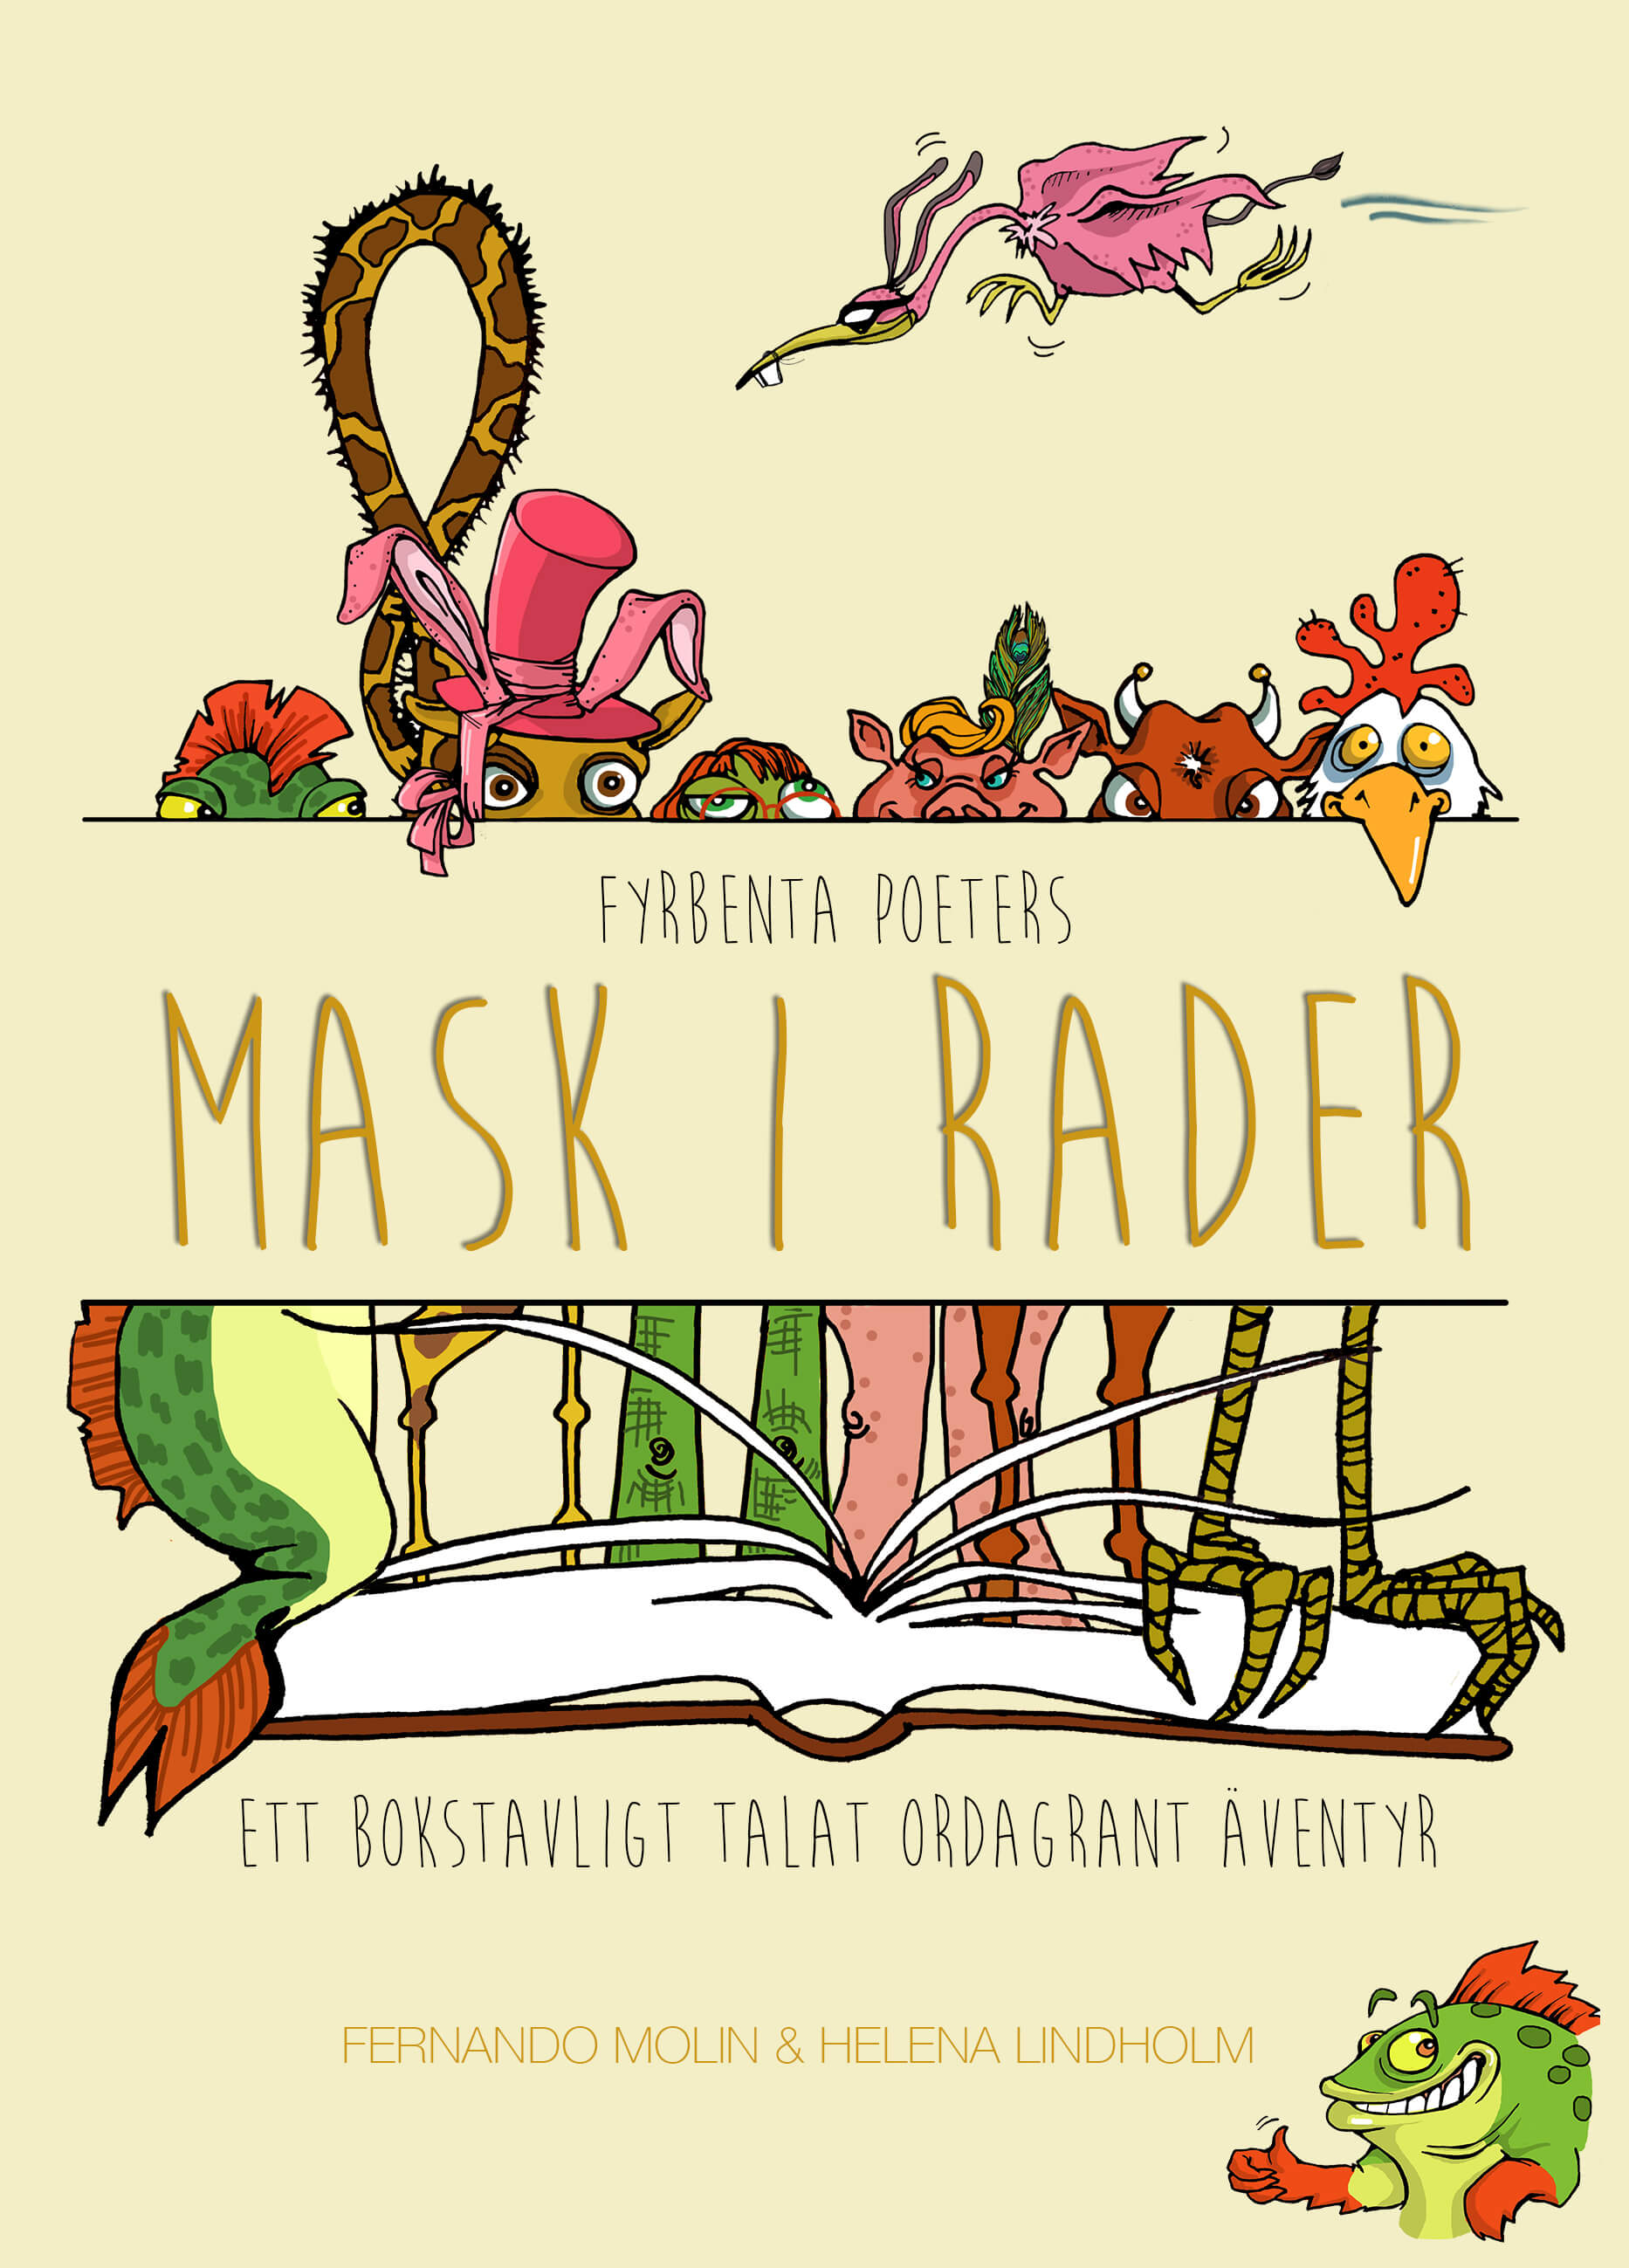 FYRBENTA POETERS
MASK I RADER
ETT BOKSTAVLIGT TALAT ORDAGRANT ÄVENTYR
FERNANDO MOLIN & HELENA LINDHOLM